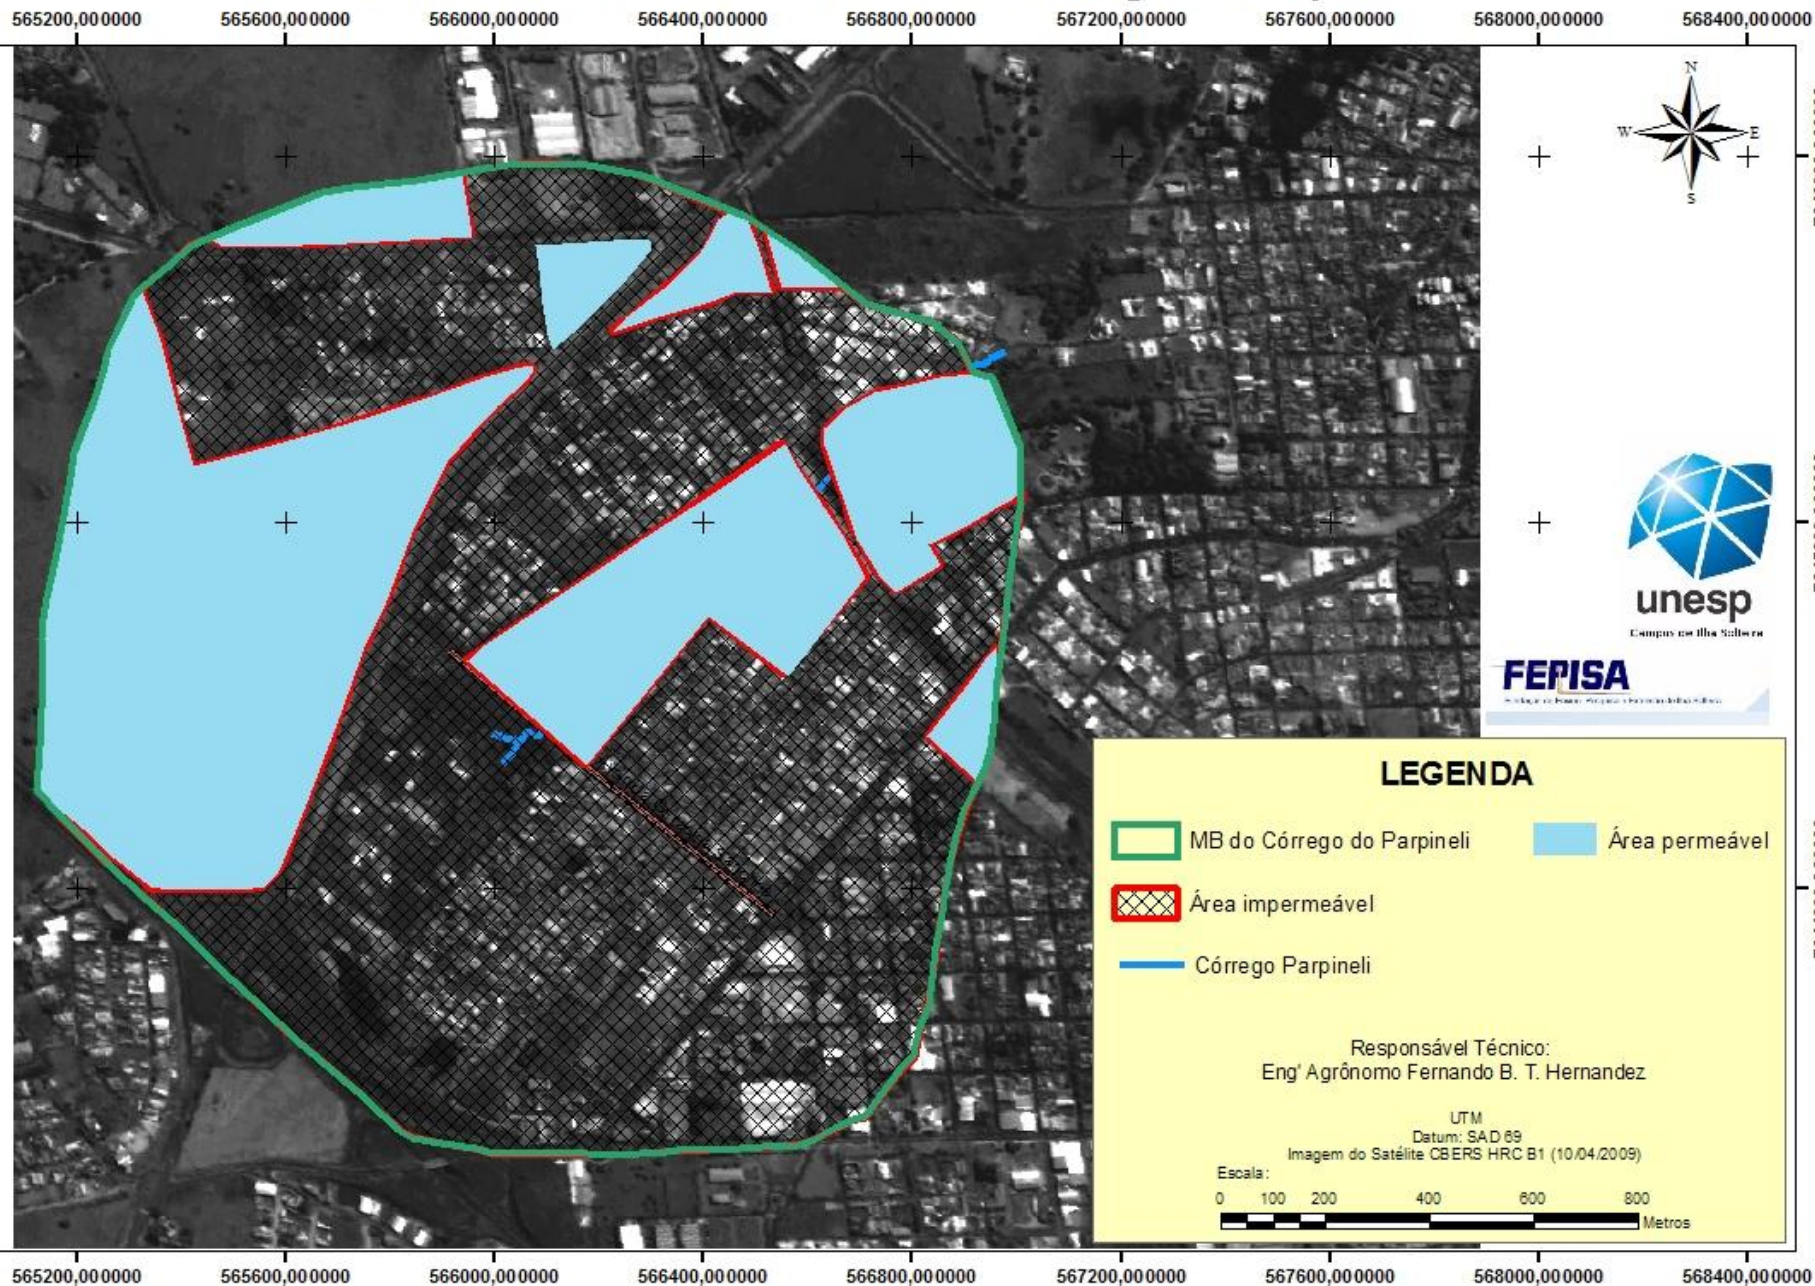 565200,000000 565600,000000 566000,000000 566400,000000 566800,000000 567200,000000 567600,000000 568000,000000 568400,000000
N
W E
S
unesp
Campus de Ilha Solteira
FEPISA
LEGENDA
MB do Córrego do Parpineli Área permeável
Área impermeável
Córrego Parpineli
Responsável Técnico:
Eng' Agrônomo Fernando B. T. Hernandez
UTM
Datum: SAD 69
Imagem do Satélite CBERS HRC B1 (10/04/2009)
Escala:
0 100 200 400 600 800
Metros
565200,000000 565600,000000 566000,000000 566400,000000 566800,000000 567200,000000 567600,000000 568000,000000 568400,000000